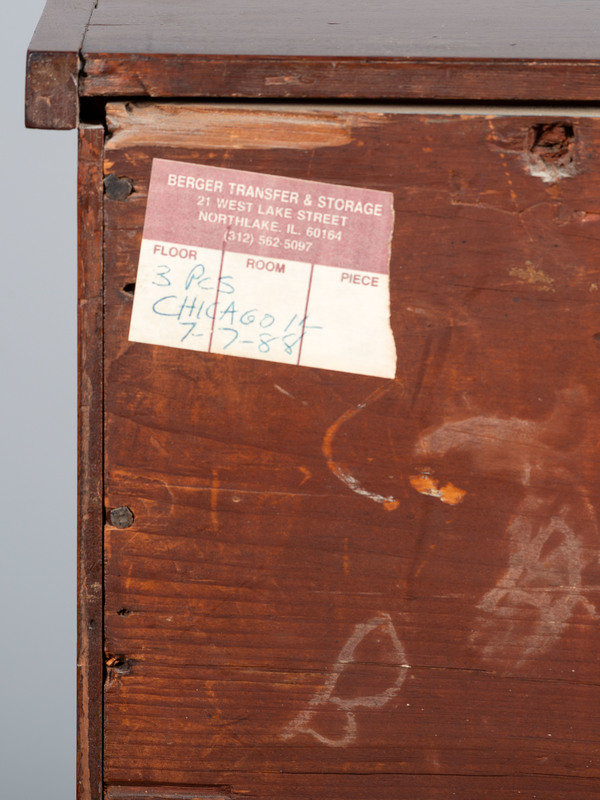 BERGER TRANSFER & STORAGE
21 WEST LAKE STREET
NORTHLAKE, IL. 60164
(312) 562-5097
FLOOR ROOM PIECE
3 PCS
CHICAGO IL
7-7-88